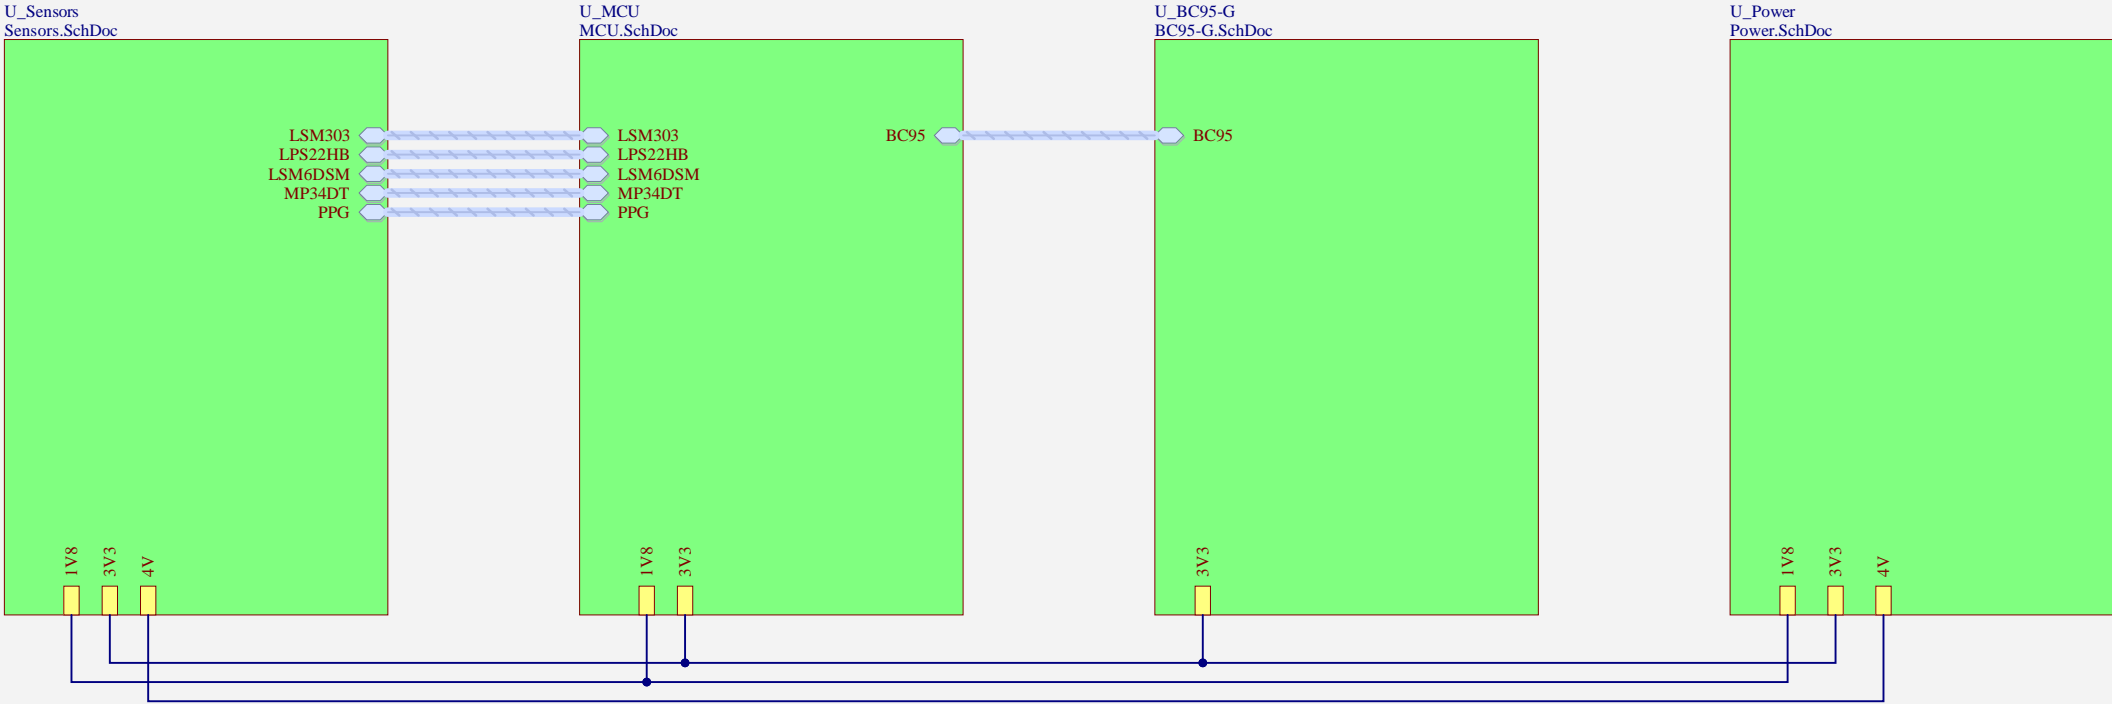 U_Sensors
Sensors.SchDoc
LSM303
LPS22HB
LSM6DSM
MP34DT
PPG
1V8
3V3
4V
U_MCU
MCU.SchDoc
LSM303
LPS22HB
LSM6DSM
MP34DT
PPG
BC95
1V8
3V3
U_BC95-G
BC95-G.SchDoc
BC95
3V3
U_Power
Power.SchDoc
1V8
3V3
4V